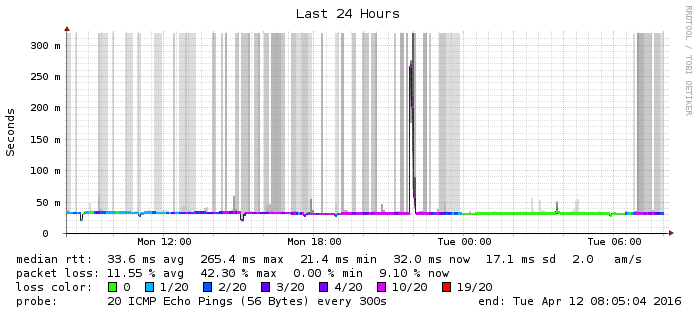 Last 24 Hours
RRDTOOL / TOBI OETIKER
Seconds
300 m
250 m
200 m
150 m
100 m
50 m
0
Mon 12:00 Mon 18:00 Tue 00:00 Tue 06:00
median rtt: 33.6 ms avg 265.4 ms max 21.4 ms min 32.0 ms now 17.1 ms sd 2.0 am/s
packet loss: 11.55 % avg 42.30 % max 0.00 % min 9.10 % now
loss color: 0 1/20 2/20 3/20 4/20 10/20 19/20
probe: 20 ICMP Echo Pings (56 Bytes) every 300s end: Tue Apr 12 08:05:04 2016